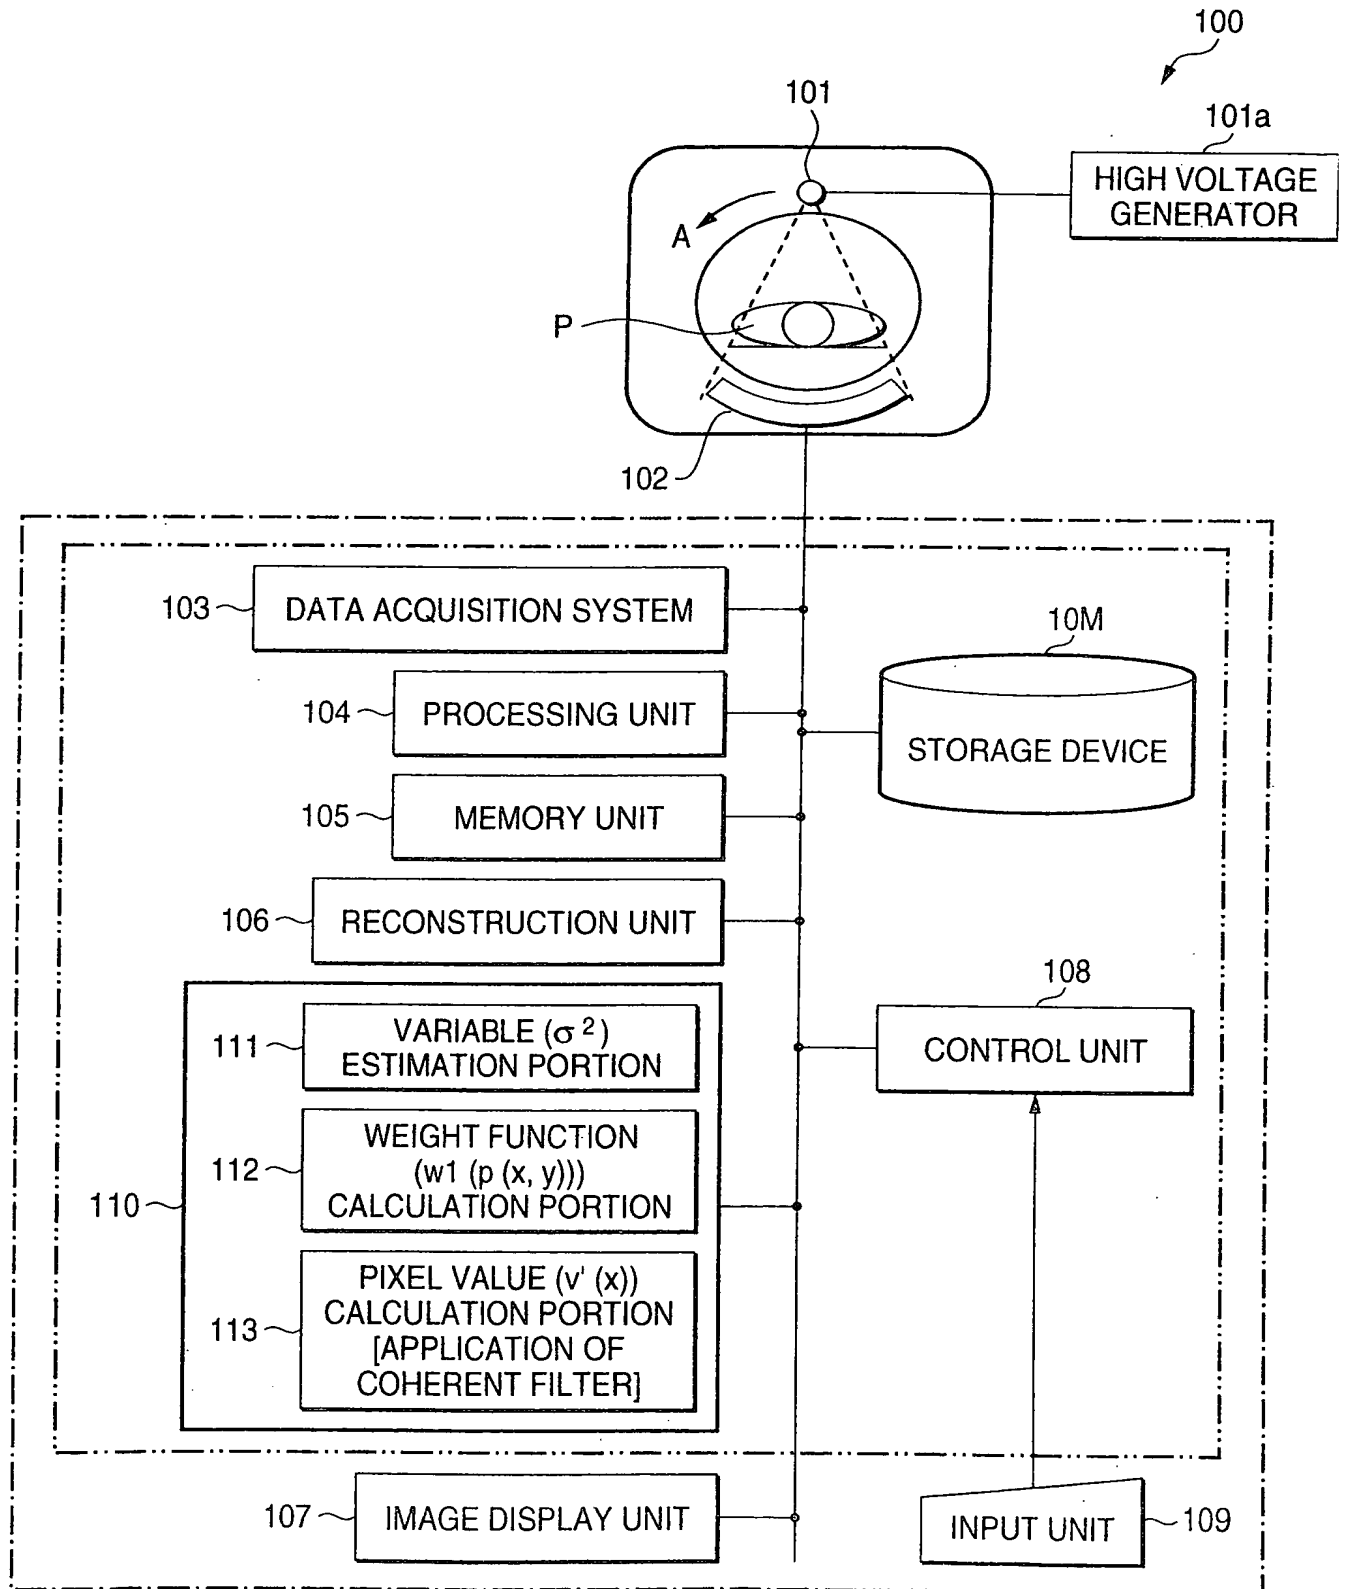 100
101
101a
HIGH VOLTAGE
GENERATOR
A
P
102
103
DATA ACQUISITION SYSTEM
10M
STORAGE DEVICE
104
PROCESSING UNIT
105
MEMORY UNIT
106
RECONSTRUCTION UNIT
108
CONTROL UNIT
110
111
VARIABLE (σ²)
ESTIMATION PORTION
112
WEIGHT FUNCTION
(w1 (p (x, y)))
CALCULATION PORTION
113
PIXEL VALUE (v' (x))
CALCULATION PORTION
[APPLICATION OF
COHERENT FILTER]
107
IMAGE DISPLAY UNIT
INPUT UNIT
109